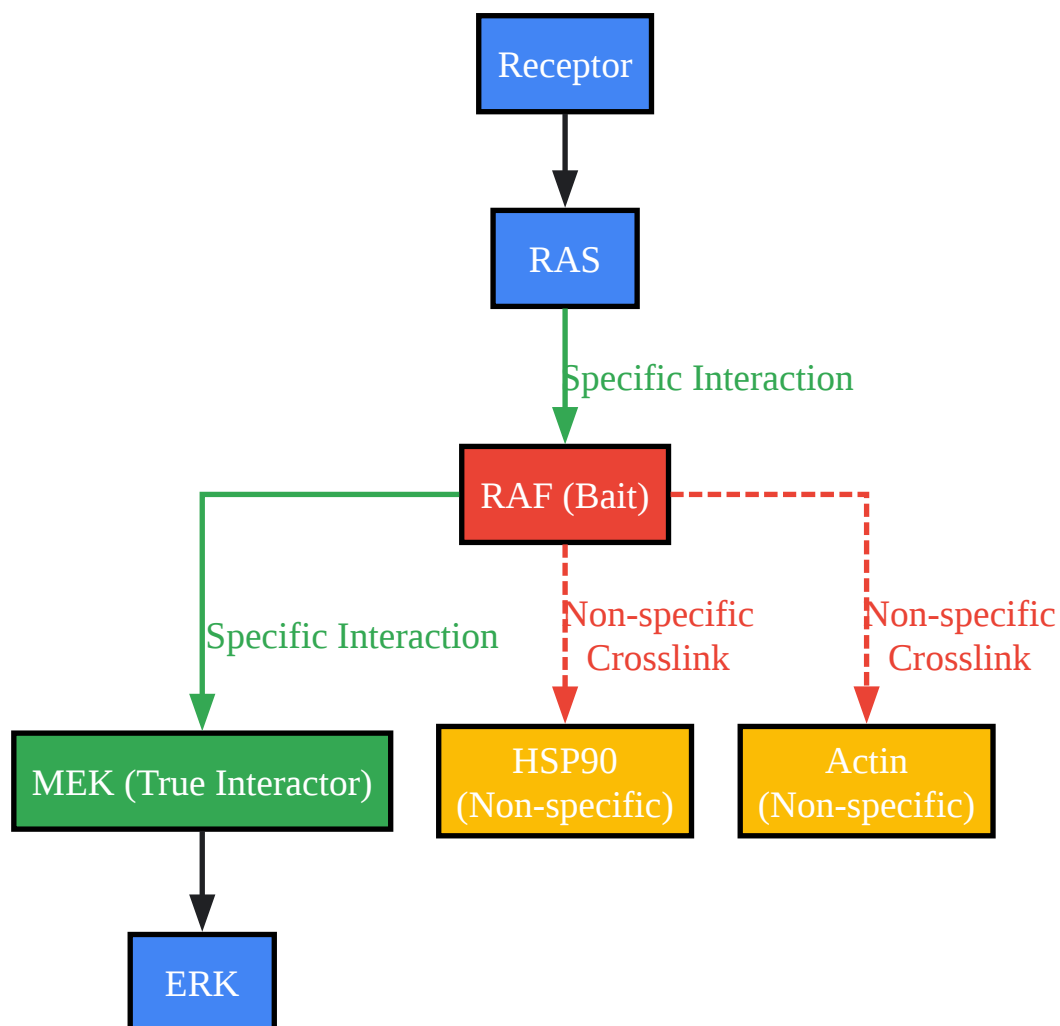 Receptor
RAS
Specific Interaction
RAF (Bait)
Specific Interaction
Non-specific
Crosslink
Non-specific
Crosslink
MEK (True Interactor)
HSP90
(Non-specific)
Actin
(Non-specific)
ERK